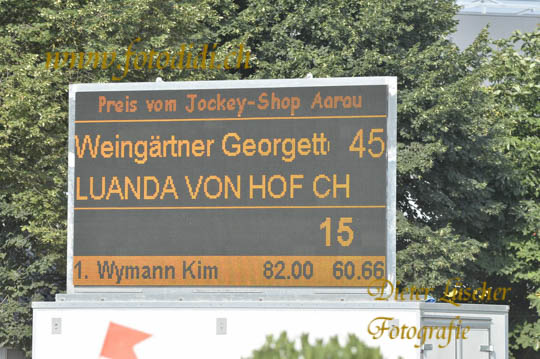 www.fotodidi.ch
Preis vom Jockey-Shop Aarau
Weingärtner Georgett 45
LUANDA VON HOF CH
15
1. Wymann Kim 82.00 60.66
Dieter Lüscher
Fotografie